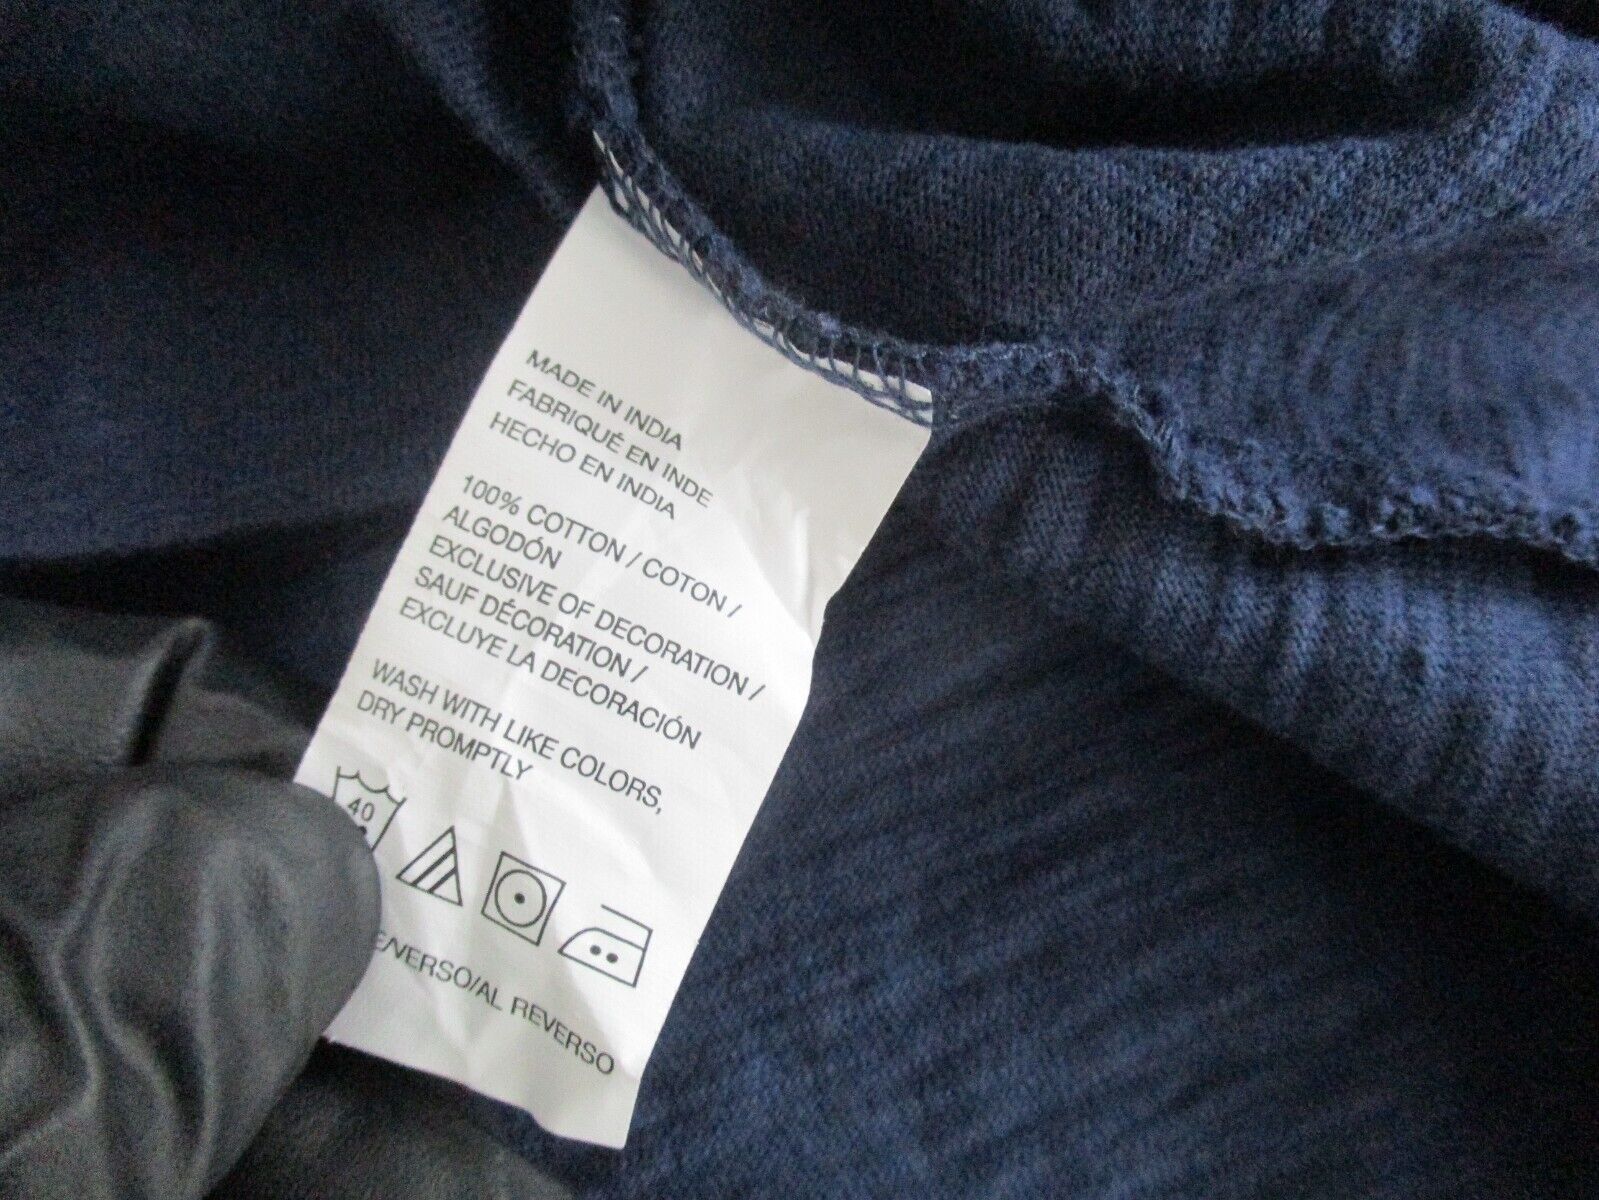 MADE IN INDIA
FABRIQUÉ EN INDE
HECHO EN INDIA
100% COTTON / COTON /
ALGODÓN
EXCLUSIVE OF DECORATION /
SAUF DÉCORATION /
EXCLUYE LA DECORACIÓN
WASH WITH LIKE COLORS,
DRY PROMPTLY
40
/VERSO/AL REVERSO